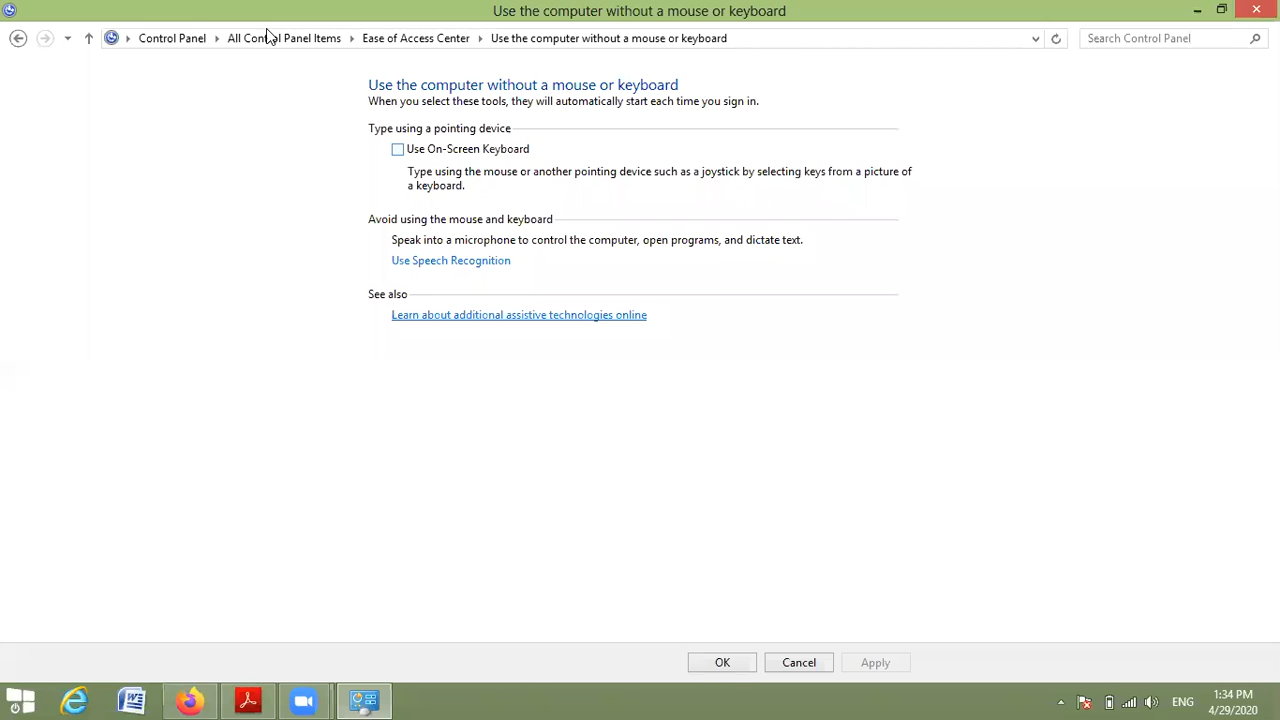 Use the computer without a mouse or keyboard
Control Panel All Control Panel Items Ease of Access Center Use the computer without a mouse or keyboard Search Control Panel
Use the computer without a mouse or keyboard
When you select these tools, they will automatically start each time you sign in.
Type using a pointing device
Use On-Screen Keyboard
Type using the mouse or another pointing device such as a joystick by selecting keys from a picture of
a keyboard.
Avoid using the mouse and keyboard
Speak into a microphone to control the computer, open programs, and dictate text.
Use Speech Recognition
See also
Learn about additional assistive technologies online
OK Cancel Apply
ENG
1:34 PM
4/29/2020